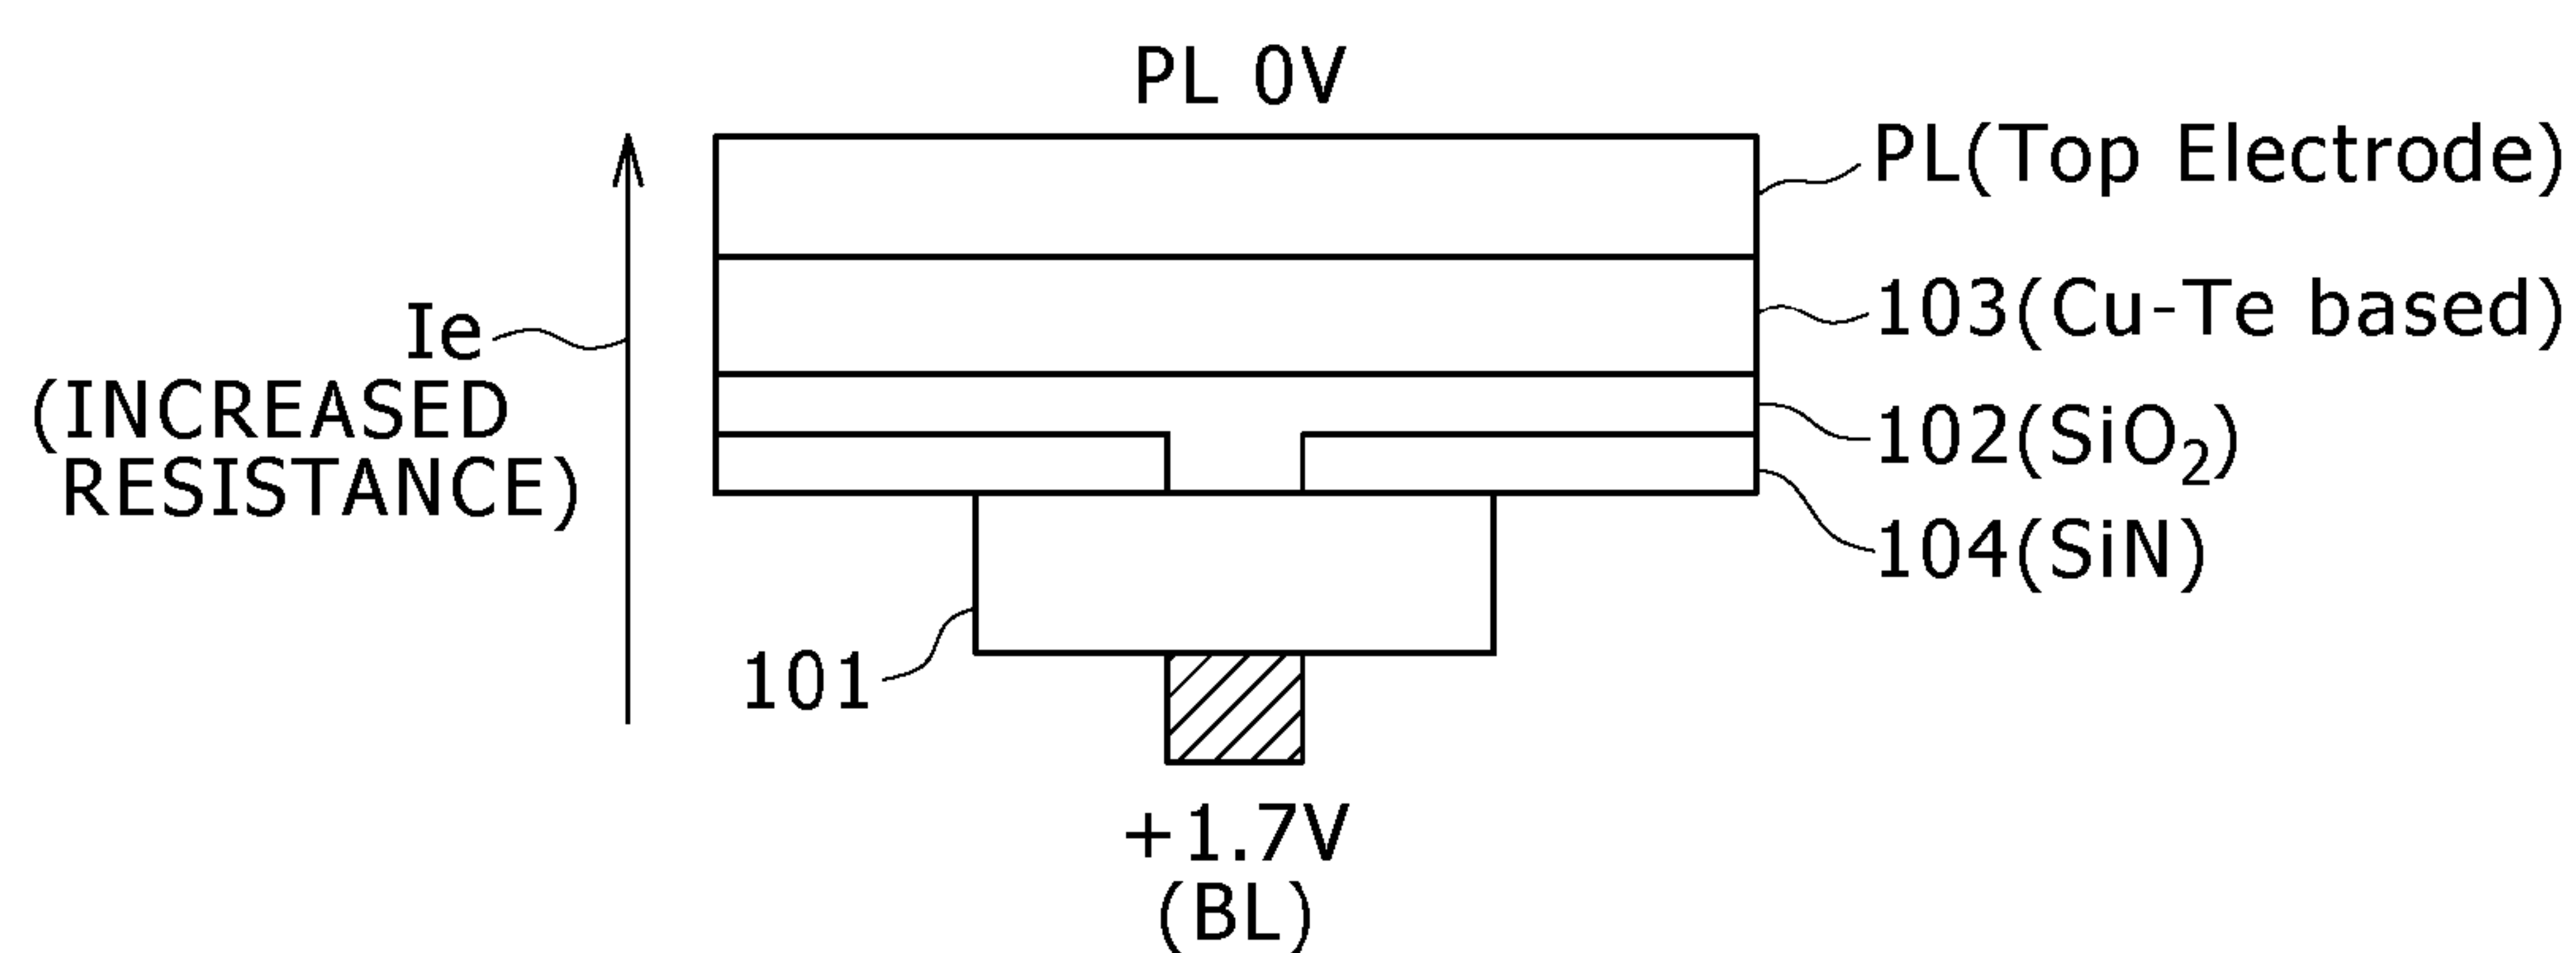 PL 0V
PL(Top Electrode)
103(Cu-Te based)
Ie
(INCREASED
RESISTANCE)
102(SiO₂)
104(SiN)
101
+1.7V
(BL)